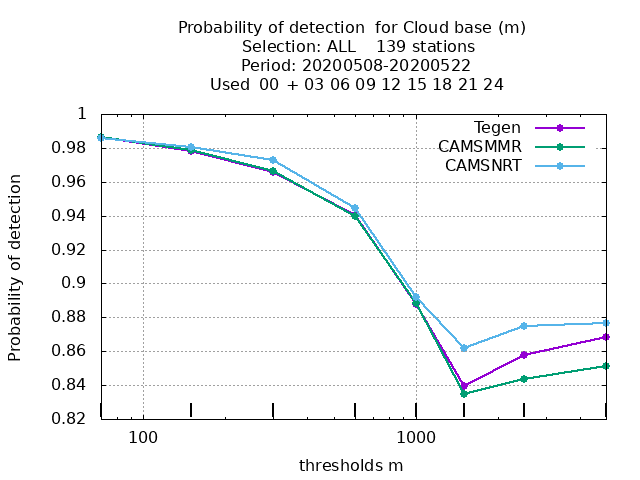 Probability of detection  for Cloud base (m)
Selection: ALL    139 stations
Period: 20200508-20200522
Used  00 + 03 06 09 12 15 18 21 24
Tegen
CAMSMMR
CAMSNRT
1
0.98
0.96
0.94
0.92
0.9
0.88
0.86
0.84
0.82
Probability of detection
100
1000
thresholds m